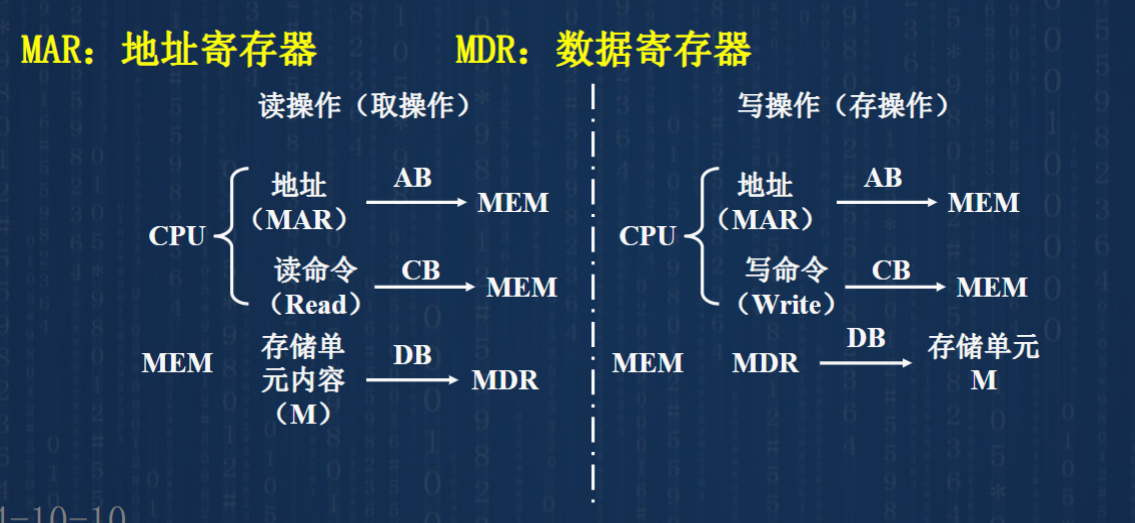 MAR：地址寄存器
MDR：数据寄存器
读操作（取操作）
CPU
地址
（MAR）
AB
MEM
读命令
（Read）
CB
MEM
MEM
存储单
元内容
（M）
DB
MDR
写操作（存操作）
CPU
地址
（MAR）
AB
MEM
写命令
（Write）
CB
MEM
MEM
MDR
DB
存储单元
M
-10-10